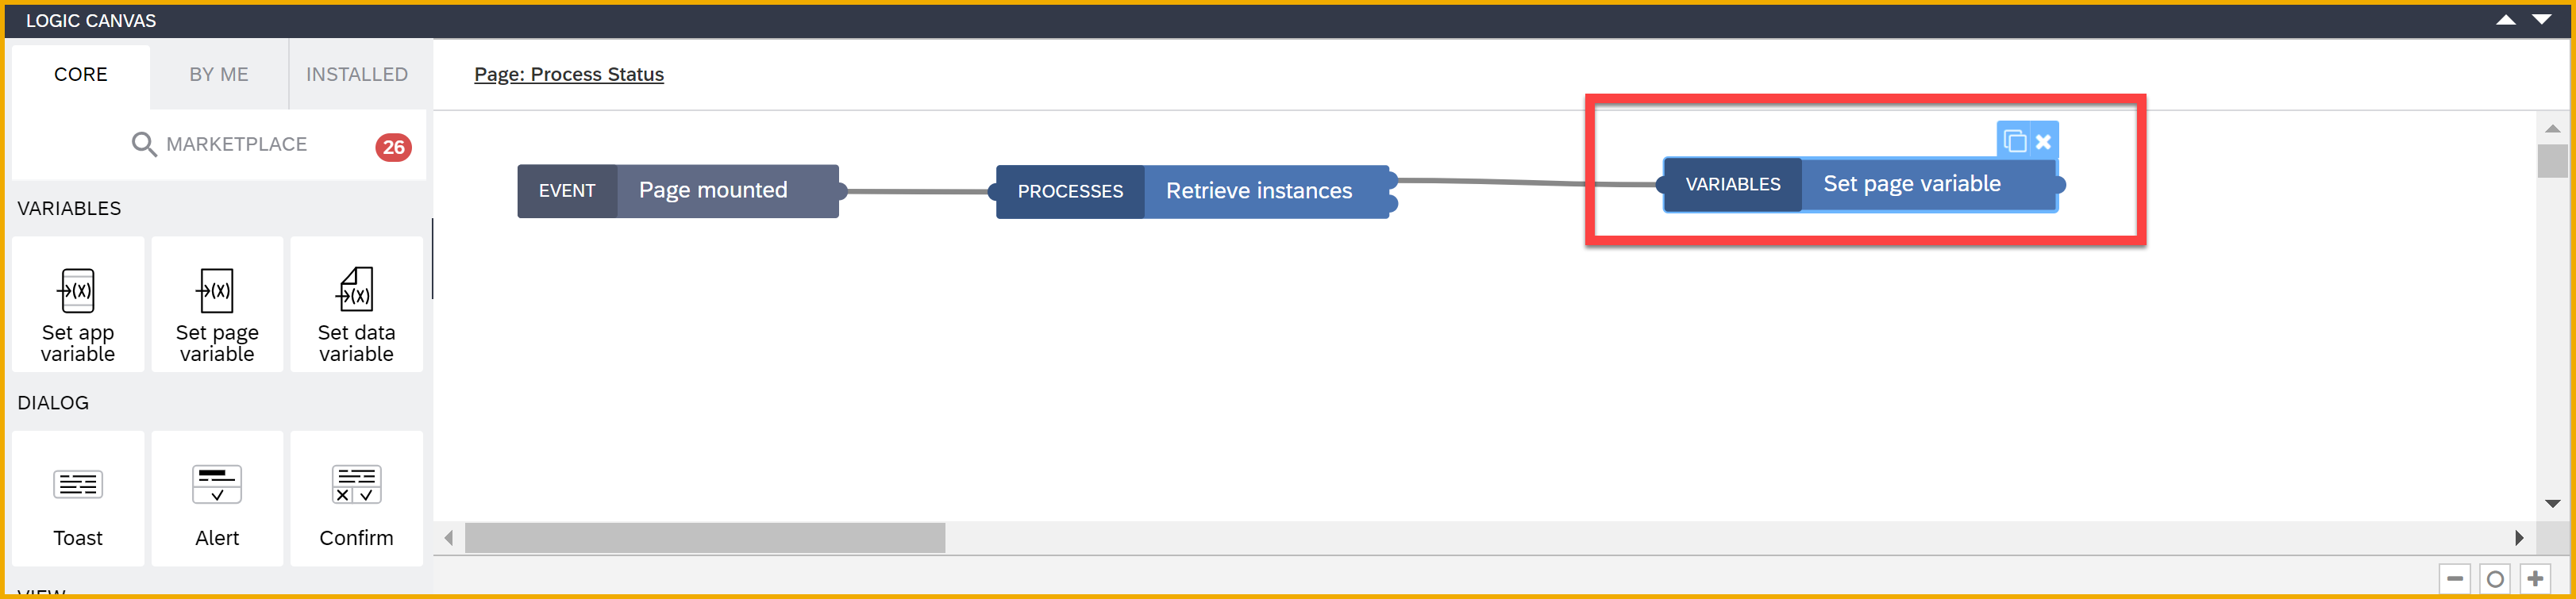 LOGIC CANVAS
CORE
BY ME
INSTALLED
Page: Process Status
MARKETPLACE
26
EVENT
Page mounted
PROCESSES
Retrieve instances
VARIABLES
Set page variable
VARIABLES
(X)
(X)
(X)
Set app
variable
Set page
variable
Set data
variable
DIALOG
Toast
Alert
Confirm
VIEW